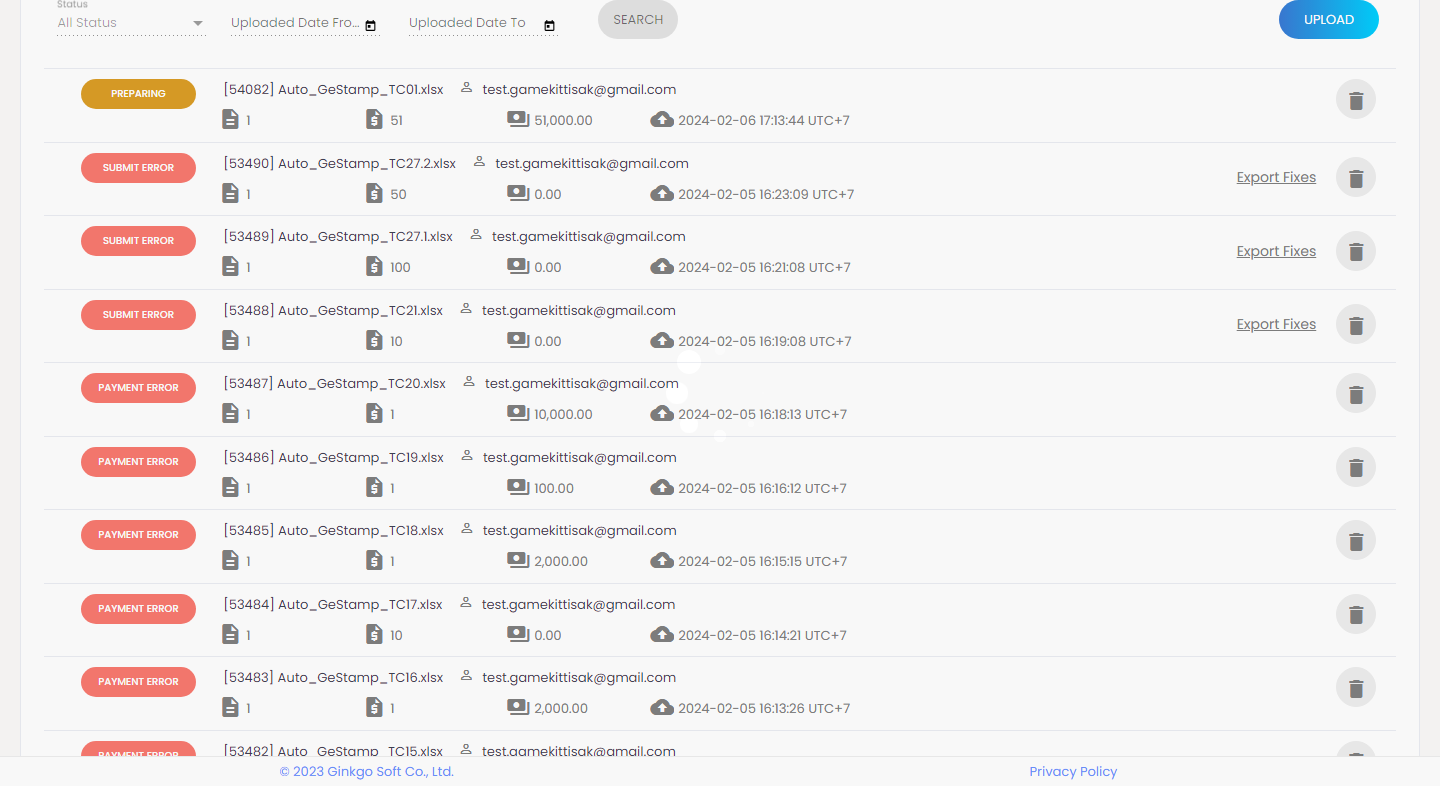 Status
All Status
Uploaded Date Fro...
Uploaded Date To
SEARCH
UPLOAD
PREPARING
[54082] Auto_GeStamp_TC01.xlsx test.gamekittisak@gmail.com
1 51 51,000.00 2024-02-06 17:13:44 UTC+7
SUBMIT ERROR
[53490] Auto_GeStamp_TC27.2.xlsx test.gamekittisak@gmail.com
1 50 0.00 2024-02-05 16:23:09 UTC+7
Export Fixes
SUBMIT ERROR
[53489] Auto_GeStamp_TC27.1.xlsx test.gamekittisak@gmail.com
1 100 0.00 2024-02-05 16:21:08 UTC+7
Export Fixes
SUBMIT ERROR
[53488] Auto_GeStamp_TC21.xlsx test.gamekittisak@gmail.com
1 10 0.00 2024-02-05 16:19:08 UTC+7
Export Fixes
PAYMENT ERROR
[53487] Auto_GeStamp_TC20.xlsx test.gamekittisak@gmail.com
1 1 10,000.00 2024-02-05 16:18:13 UTC+7
PAYMENT ERROR
[53486] Auto_GeStamp_TC19.xlsx test.gamekittisak@gmail.com
1 1 100.00 2024-02-05 16:16:12 UTC+7
PAYMENT ERROR
[53485] Auto_GeStamp_TC18.xlsx test.gamekittisak@gmail.com
1 1 2,000.00 2024-02-05 16:15:15 UTC+7
PAYMENT ERROR
[53484] Auto_GeStamp_TC17.xlsx test.gamekittisak@gmail.com
1 10 0.00 2024-02-05 16:14:21 UTC+7
PAYMENT ERROR
[53483] Auto_GeStamp_TC16.xlsx test.gamekittisak@gmail.com
1 1 2,000.00 2024-02-05 16:13:26 UTC+7
PAYMENT ERROR
[53482] Auto_GeStamp_TC15.xlsx test.gamekittisak@gmail.com
© 2023 Ginkgo Soft Co., Ltd.
Privacy Policy